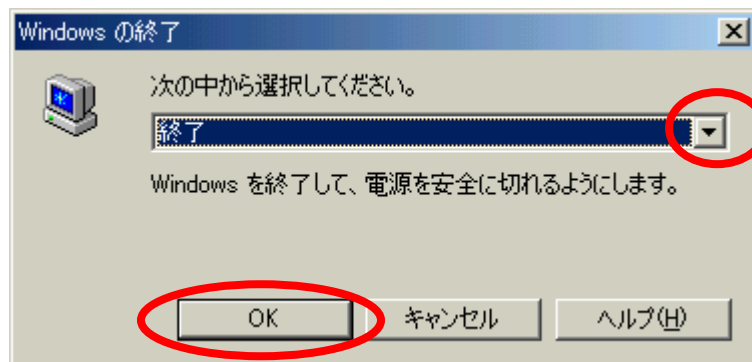 Windows の終了
次の中から選択してください。
終了
Windows を終了して、電源を安全に切れるようにします。
OK キャンセル ヘルプ(H)